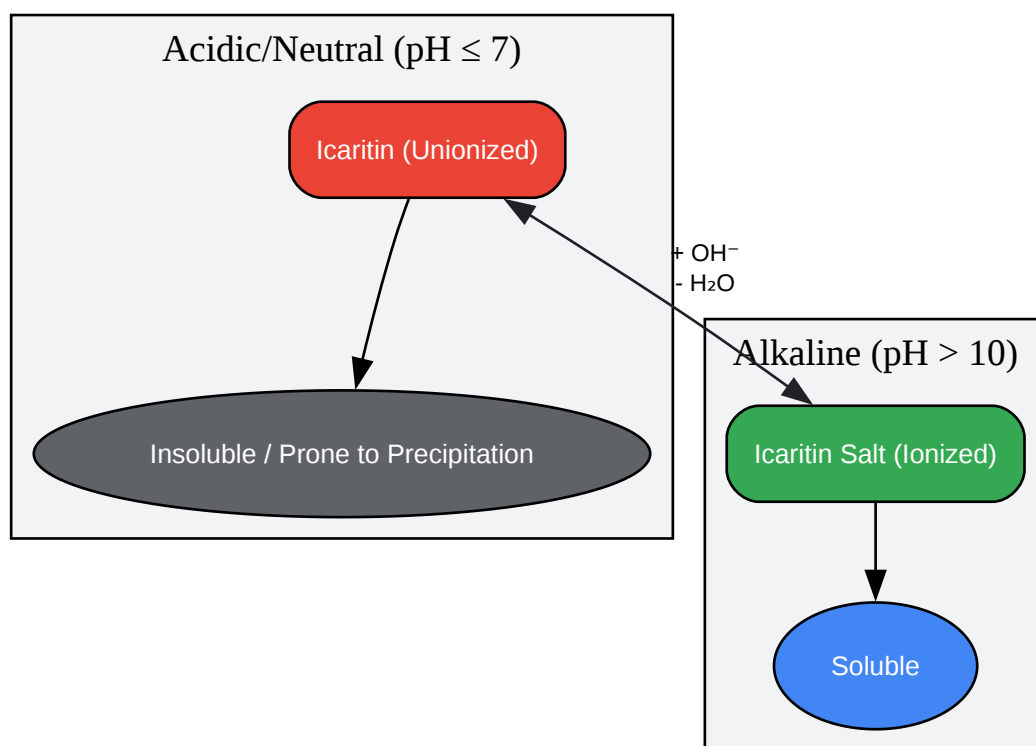 Acidic/Neutral (pH ≤ 7)
Icaritin (Unionized)
+ OH⁻
- H₂O
Alkaline (pH > 10)
Insoluble / Prone to Precipitation
Icaritin Salt (Ionized)
Soluble